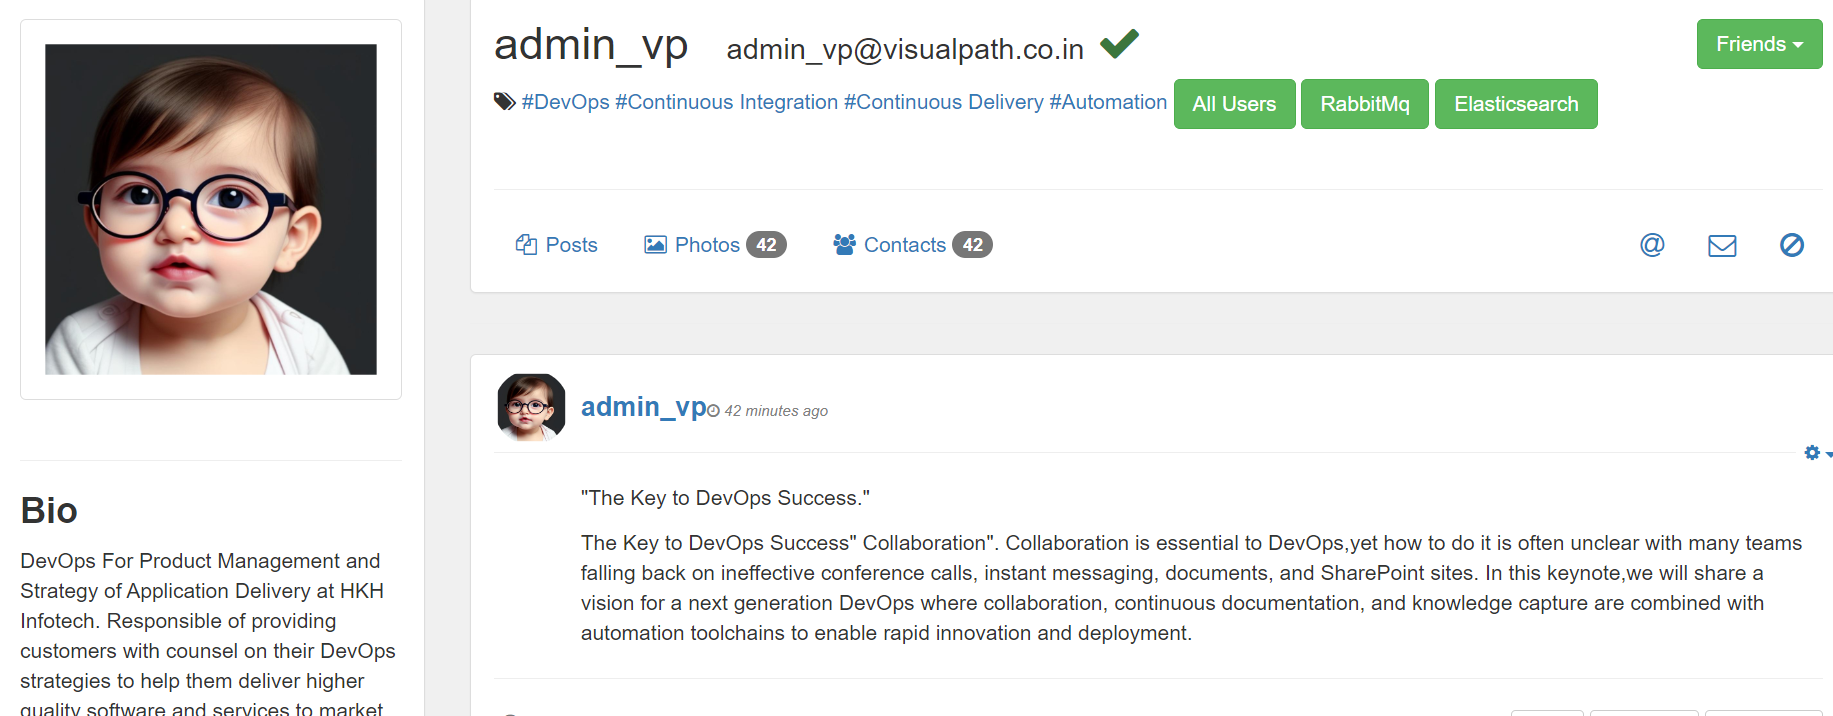 admin_vp admin_vp@visualpath.co.in
Friends
#DevOps #Continuous Integration #Continuous Delivery #Automation All Users RabbitMq Elasticsearch
Posts Photos 42 Contacts 42
@
admin_vp 42 minutes ago
"The Key to DevOps Success."
The Key to DevOps Success" Collaboration". Collaboration is essential to DevOps,yet how to do it is often unclear with many teams
falling back on ineffective conference calls, instant messaging, documents, and SharePoint sites. In this keynote,we will share a
vision for a next generation DevOps where collaboration, continuous documentation, and knowledge capture are combined with
automation toolchains to enable rapid innovation and deployment.
Bio
DevOps For Product Management and
Strategy of Application Delivery at HKH
Infotech. Responsible of providing
customers with counsel on their DevOps
strategies to help them deliver higher
quality software and services to market